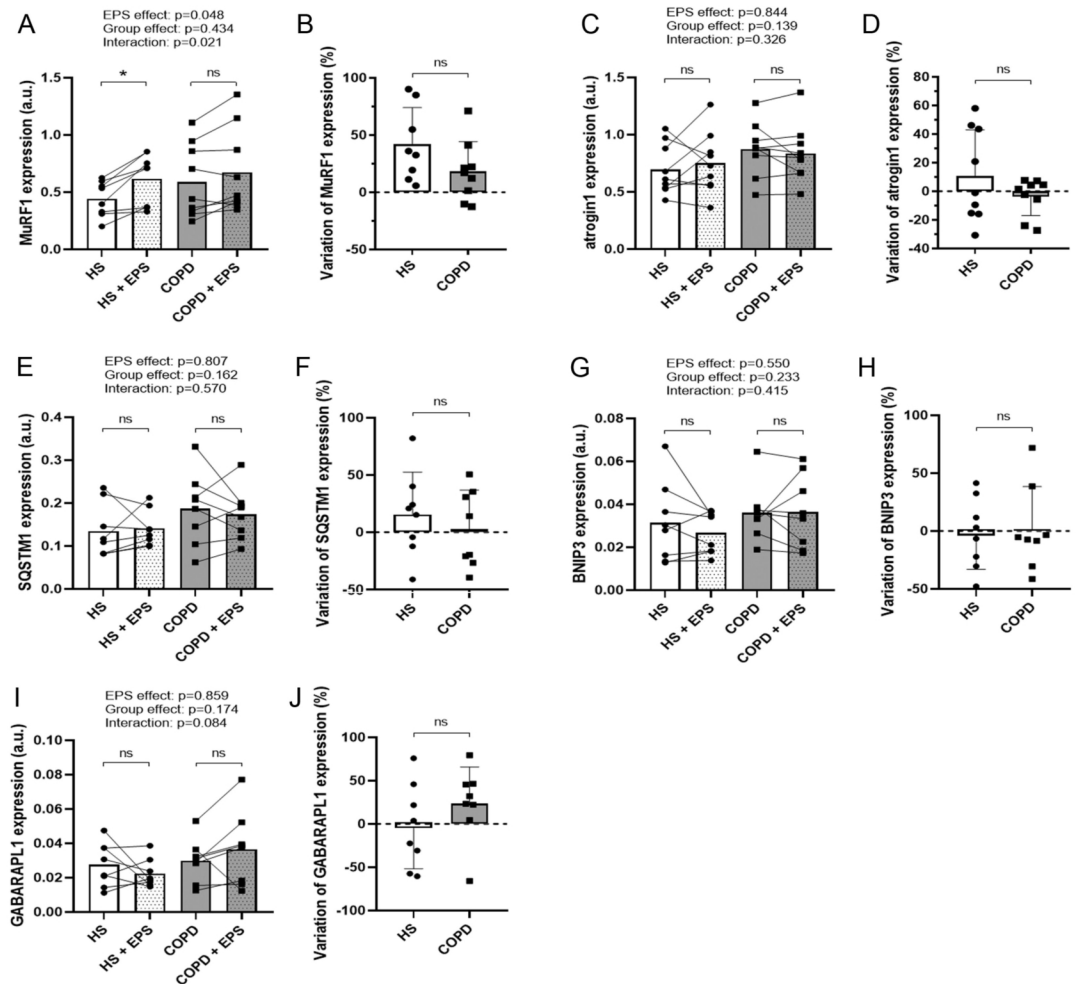 A
EPS effect: p=0.048
Group effect: p=0.434
Interaction: p=0.021
MuRF1 expression (a.u.)
1.5
1.0
0.5
0.0
*
ns
HS
HS + EPS
COPD
COPD + EPS
B
Variation of MuRF1 expression (%)
100
50
0
-50
ns
HS
COPD
C
EPS effect: p=0.844
Group effect: p=0.139
Interaction: p=0.326
atrogin1 expression (a.u.)
1.5
1.0
0.5
0.0
ns
ns
HS
HS + EPS
COPD
COPD + EPS
D
Variation of atrogin1 expression (%)
80
60
40
20
0
-20
-40
ns
HS
COPD
E
EPS effect: p=0.807
Group effect: p=0.162
Interaction: p=0.570
SQSTM1 expression (a.u.)
0.4
0.3
0.2
0.1
0.0
ns
ns
HS
HS + EPS
COPD
COPD + EPS
F
Variation of SQSTM1 expression (%)
100
50
0
-50
ns
HS
COPD
G
EPS effect: p=0.550
Group effect: p=0.233
Interaction: p=0.415
BNIP3 expression (a.u.)
0.08
0.06
0.04
0.02
0.00
ns
ns
HS
HS + EPS
COPD
COPD + EPS
H
Variation of BNIP3 expression (%)
100
50
0
-50
ns
HS
COPD
I
EPS effect: p=0.859
Group effect: p=0.174
Interaction: p=0.084
GABARAPL1 expression (a.u.)
0.10
0.08
0.06
0.04
0.02
0.00
ns
ns
HS
HS + EPS
COPD
COPD + EPS
J
Variation of GABARAPL1 expression (%)
100
50
0
-50
-100
ns
HS
COPD